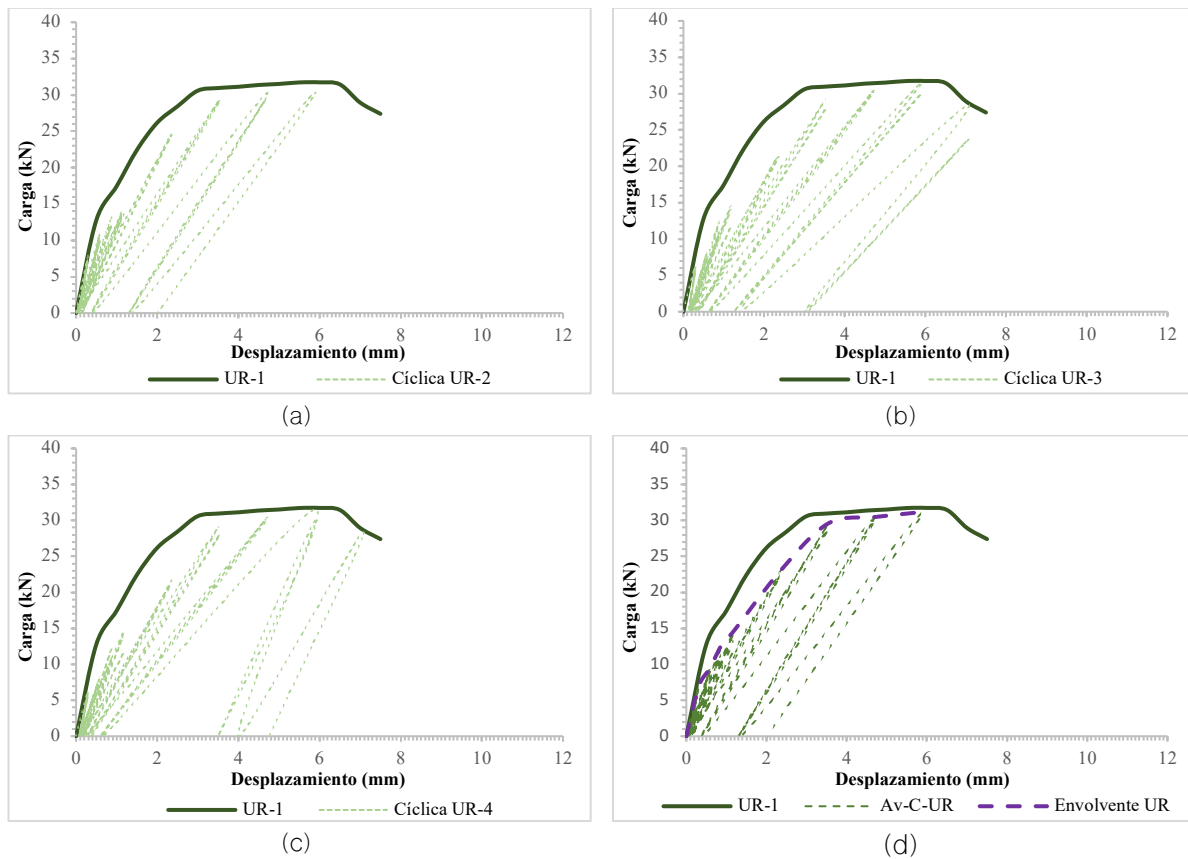 40
35
30
25
20
15
10
5
0
Carga (kN)
0 2 4 6 8 10 12
Desplazamiento (mm)
UR-1 Cíclica UR-2
(a)
40
35
30
25
20
15
10
5
0
Carga (kN)
0 2 4 6 8 10 12
Desplazamiento (mm)
UR-1 Cíclica UR-3
(b)
40
35
30
25
20
15
10
5
0
Carga (kN)
0 2 4 6 8 10 12
Desplazamiento (mm)
UR-1 Cíclica UR-4
(c)
40
35
30
25
20
15
10
5
0
Carga (kN)
0 2 4 6 8 10 12
Desplazamiento (mm)
UR-1 Av-C-UR Envolvente UR
(d)